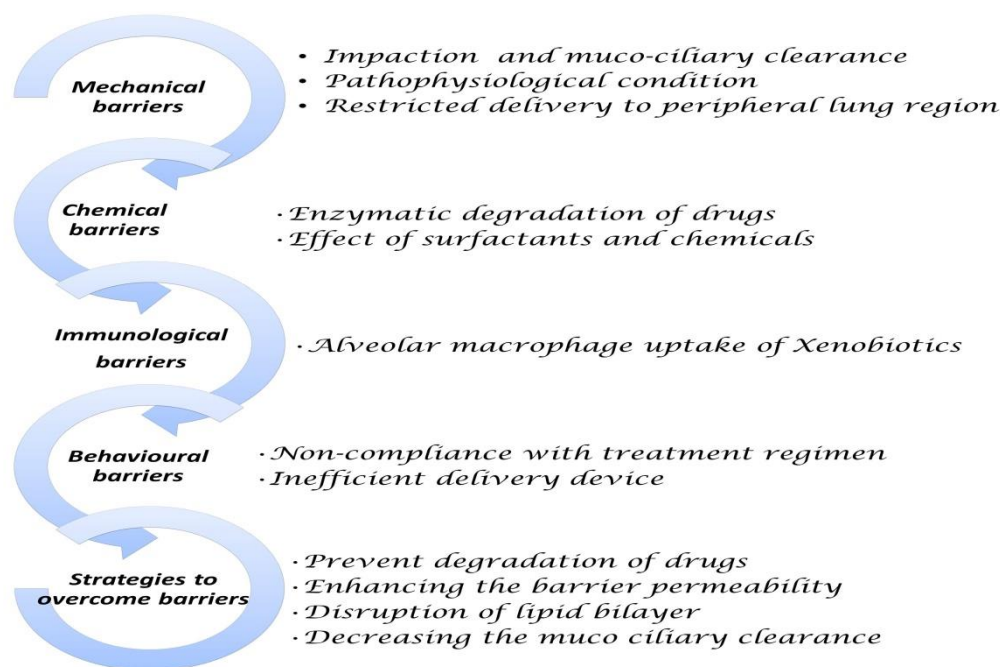 Mechanical
barriers
• Impaction and muco-ciliary clearance
• Pathophysiological condition
• Restricted delivery to peripheral lung region
Chemical
barriers
· Enzymatic degradation of drugs
· Effect of surfactants and chemicals
Immunological
barriers
· Alveolar macrophage uptake of Xenobiotics
Behavioural
barriers
· Non-compliance with treatment regimen
· Inefficient delivery device
Strategies to
overcome barriers
· Prevent degradation of drugs
· Enhancing the barrier permeability
· Disruption of lipid bilayer
· Decreasing the muco ciliary clearance